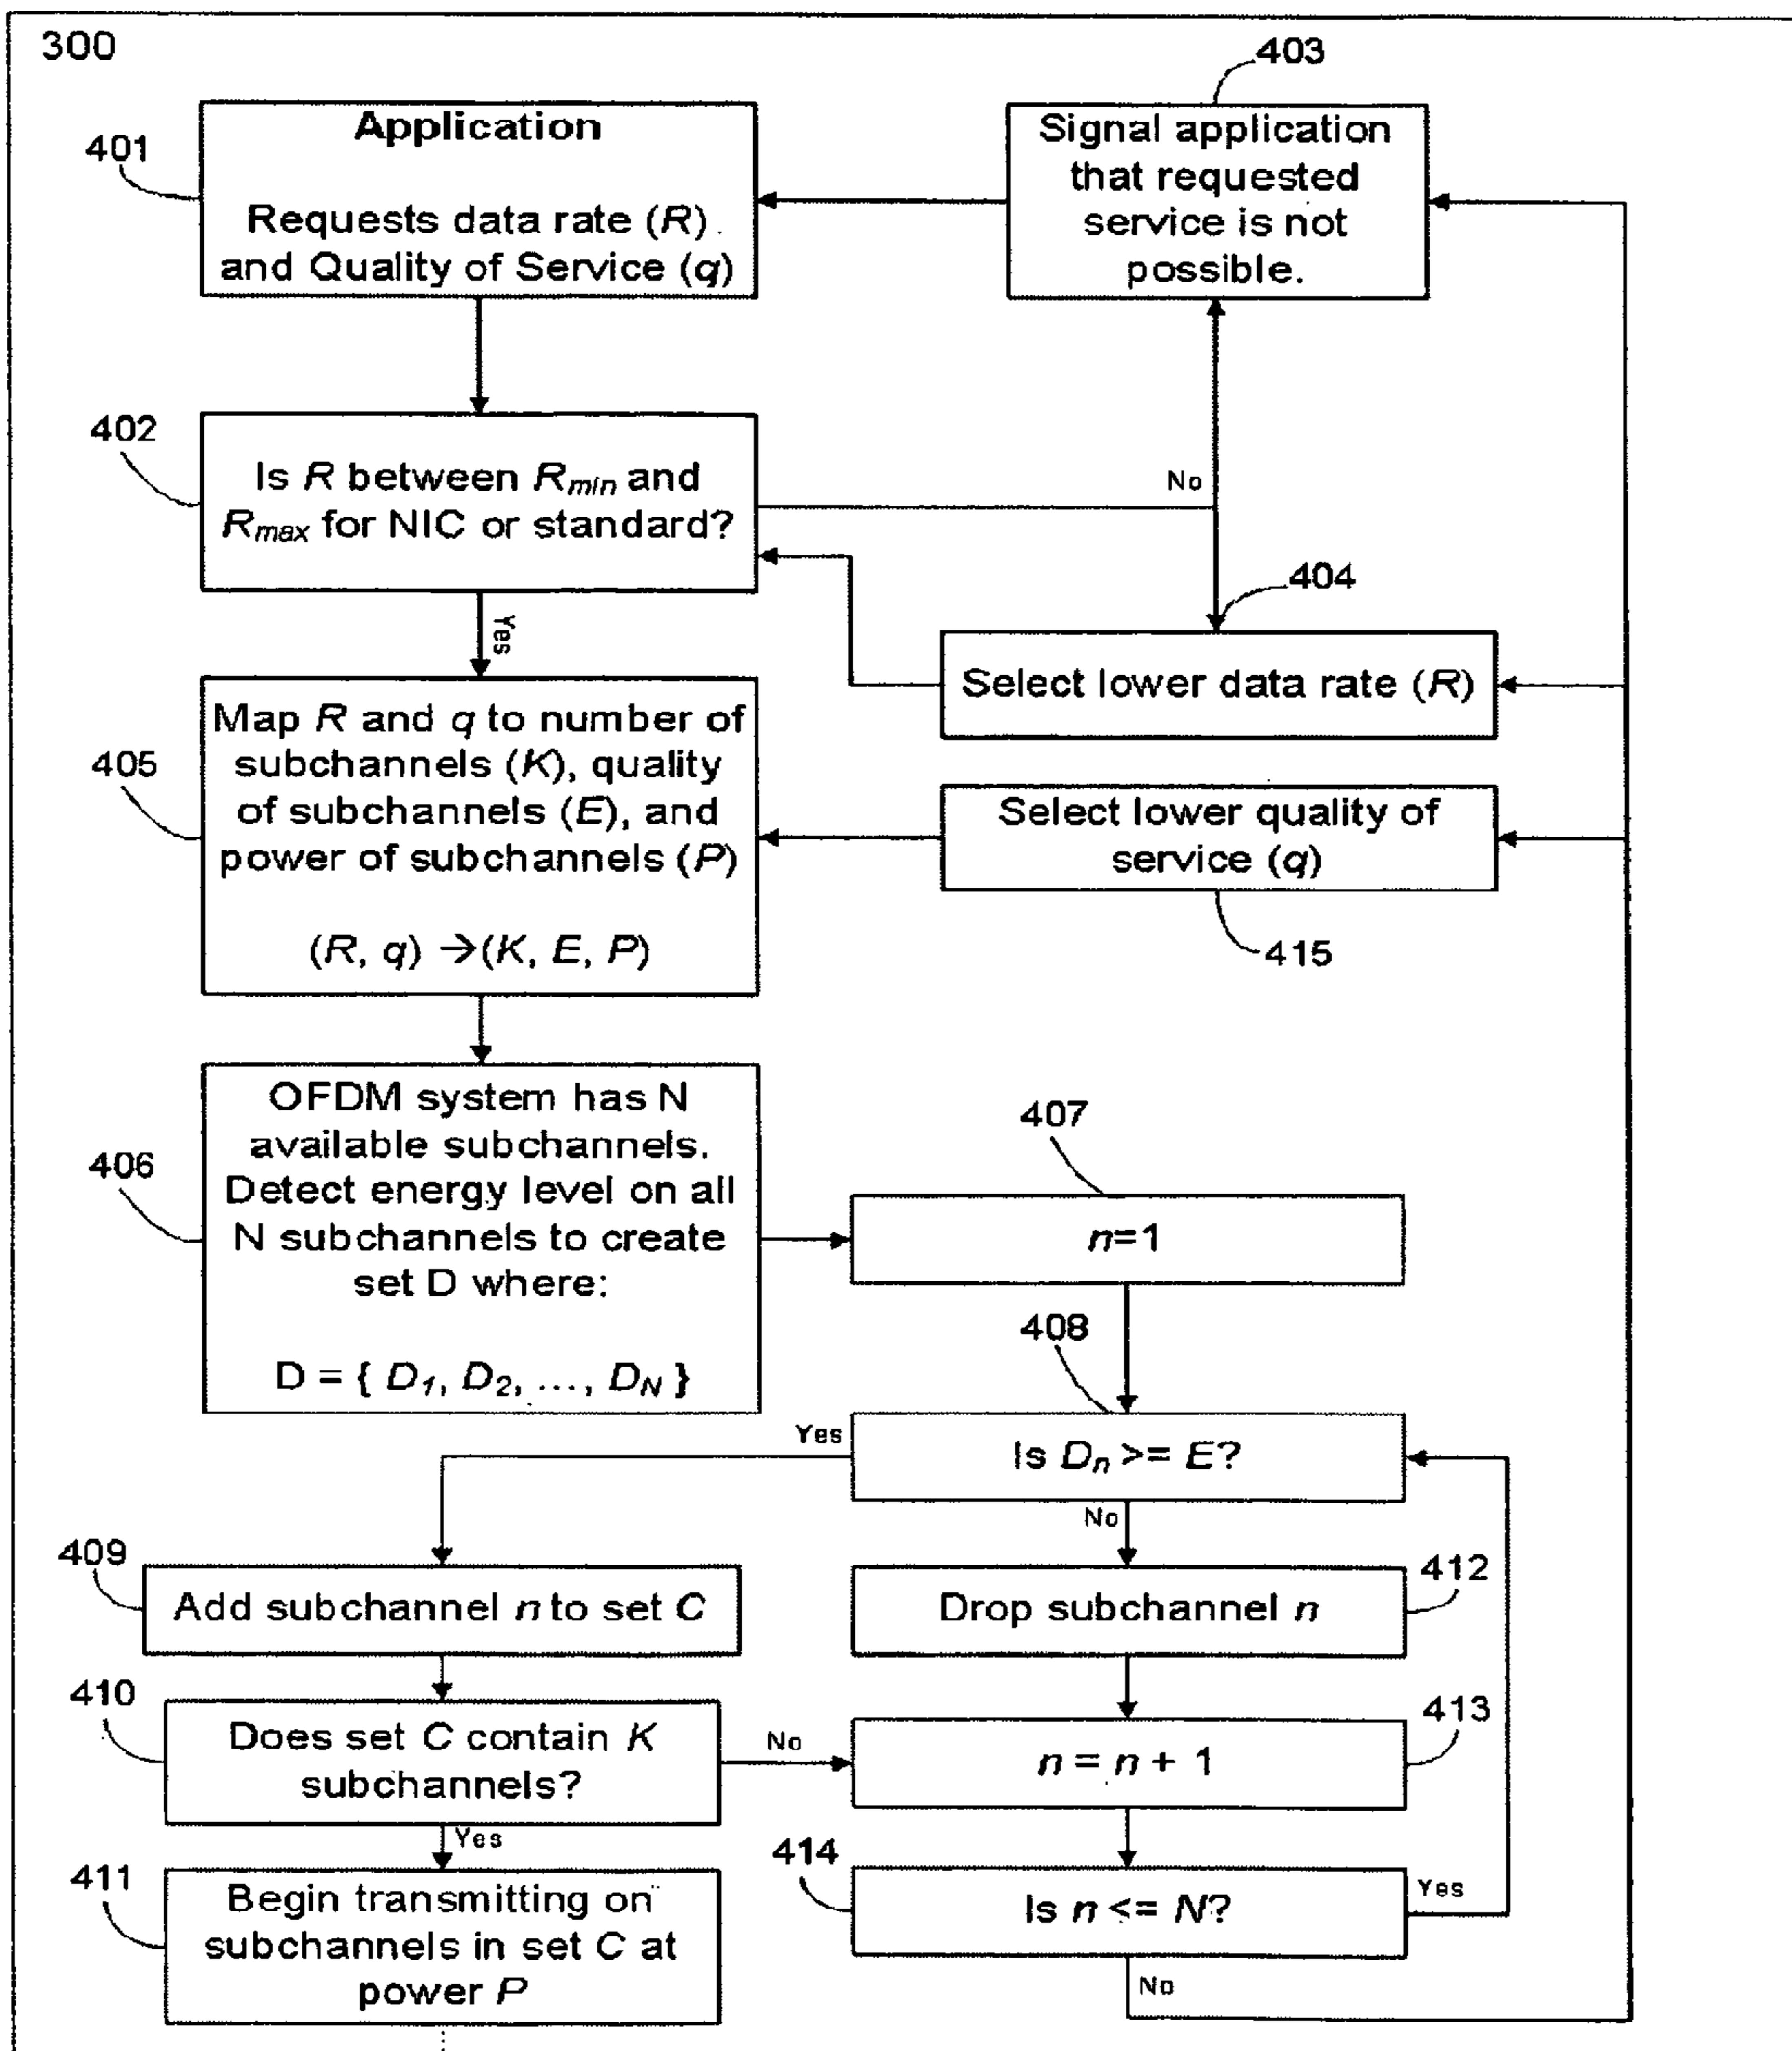 300
403
Application
Requests data rate (R)
and Quality of Service (q)
401
Signal application
that requested
service is not
possible.
402
Is R between Rmin and
Rmax for NIC or standard?
No
Yes
404
Select lower data rate (R)
405
Map R and q to number of
subchannels (K), quality
of subchannels (E), and
power of subchannels (P)
(R, q) →(K, E, P)
Select lower quality of
service (q)
415
406
OFDM system has N
available subchannels.
Detect energy level on all
N subchannels to create
set D where:
D = { D1, D2, ..., DN }
407
n=1
408
Is Dn >= E?
Yes
No
409
Add subchannel n to set C
412
Drop subchannel n
410
Does set C contain K
subchannels?
No
Yes
413
n = n + 1
411
Begin transmitting on
subchannels in set C at
power P
414
Is n <= N?
Yes
No